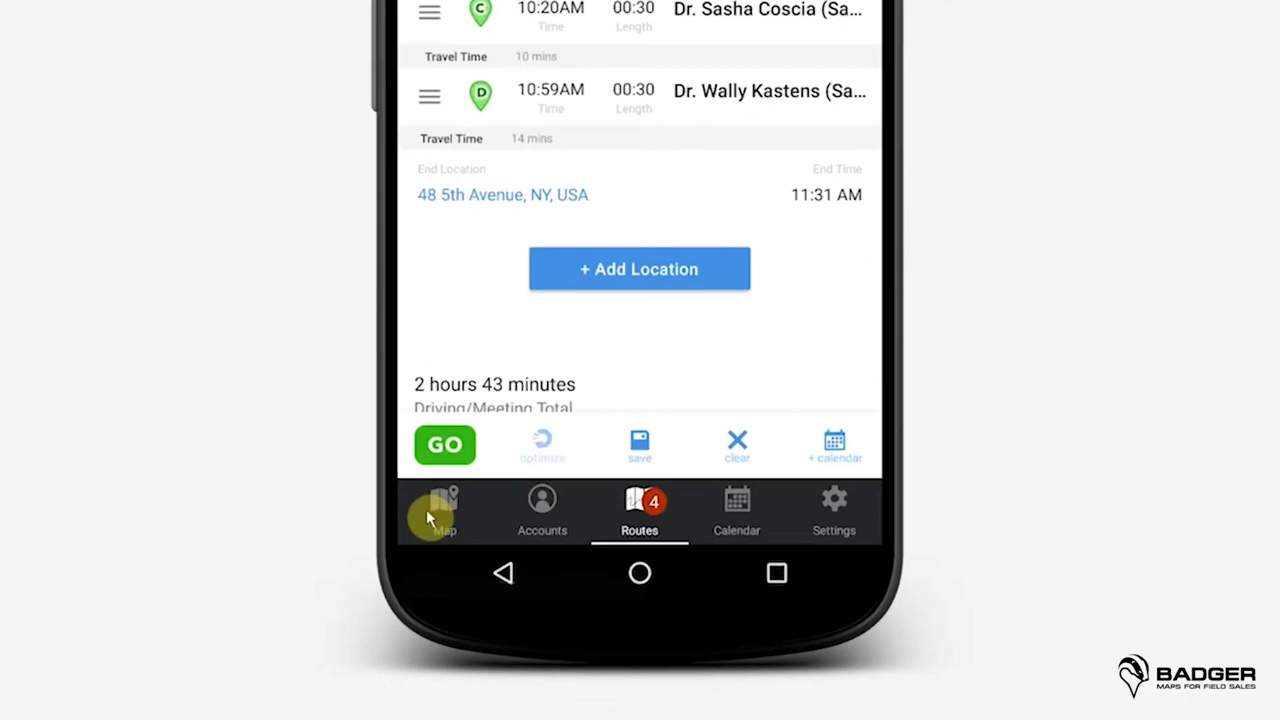 C
10:20AM 00:30 Dr. Sasha Coscia (Sa...
Time Length
Travel Time 10 mins
D
10:59AM 00:30 Dr. Wally Kastens (Sa...
Time Length
Travel Time 14 mins
End Location End Time
48 5th Avenue, NY, USA 11:31 AM
+ Add Location
2 hours 43 minutes
Driving/Meeting Total
GO optimize save clear + calendar
4
Map Accounts Routes Calendar Settings
BADGER
MAPS FOR FIELD SALES